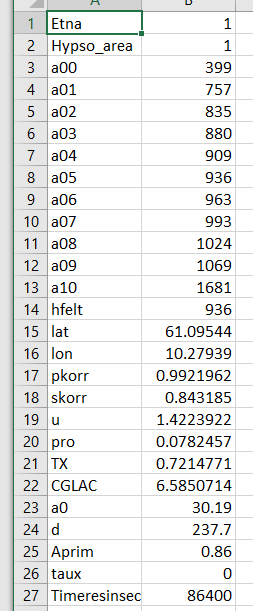 A B
1 Etna 1
2 Hypso_area 1
3 a00 399
4 a01 757
5 a02 835
6 a03 880
7 a04 909
8 a05 936
9 a06 963
10 a07 993
11 a08 1024
12 a09 1069
13 a10 1681
14 hfelt 936
15 lat 61.09544
16 lon 10.27939
17 pkorr 0.9921962
18 skorr 0.843185
19 u 1.4223922
20 pro 0.0782457
21 TX 0.7214771
22 CGLAC 6.5850714
23 a0 30.19
24 d 237.7
25 Aprim 0.86
26 taux 0
27 Timeresinsec 86400